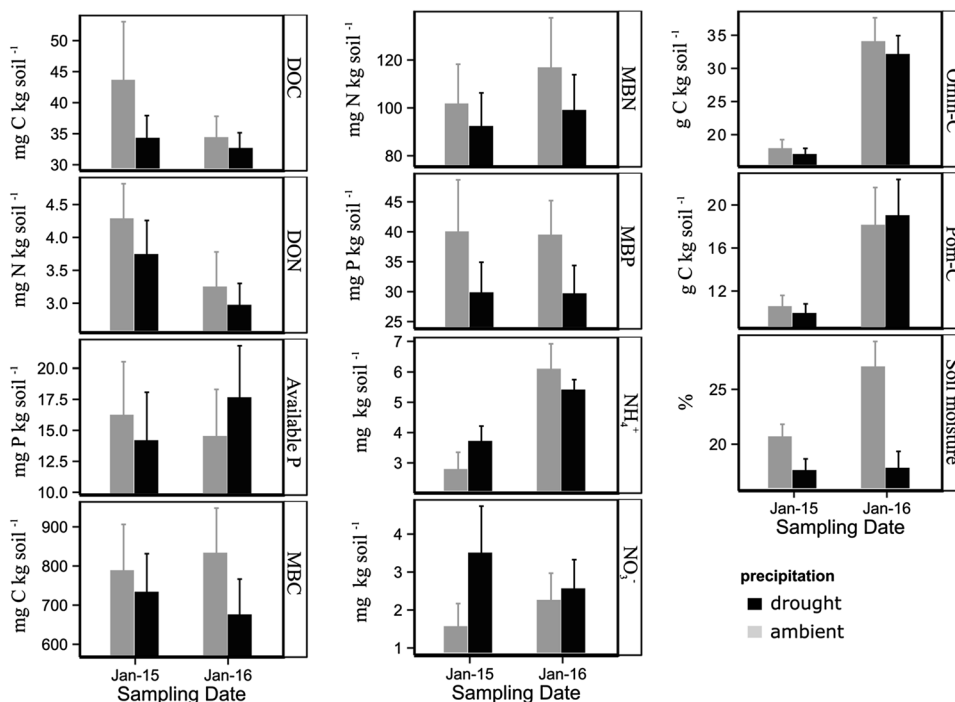 mg C kg soil -1
50
45
40
35
30
DOC
mg N kg soil -1
4.5
4.0
3.5
3.0
DON
mg P kg soil -1
20.0
17.5
15.0
12.5
10.0
Available P
mg C kg soil -1
900
800
700
600
MBC
Jan-15
Jan-16
Sampling Date
mg N kg soil -1
120
100
80
MBN
mg P kg soil -1
45
40
35
30
25
MBP
mg kg soil -1
7
6
5
4
3
NH4+
mg kg soil -1
4
3
2
1
NO3-
Jan-15
Jan-16
Sampling Date
g C kg soil -1
35
30
25
20
g C kg soil -1
20
16
12
Pom-C
%
25
20
Soil moisture
Jan-15
Jan-16
Sampling Date
precipitation
drought
ambient